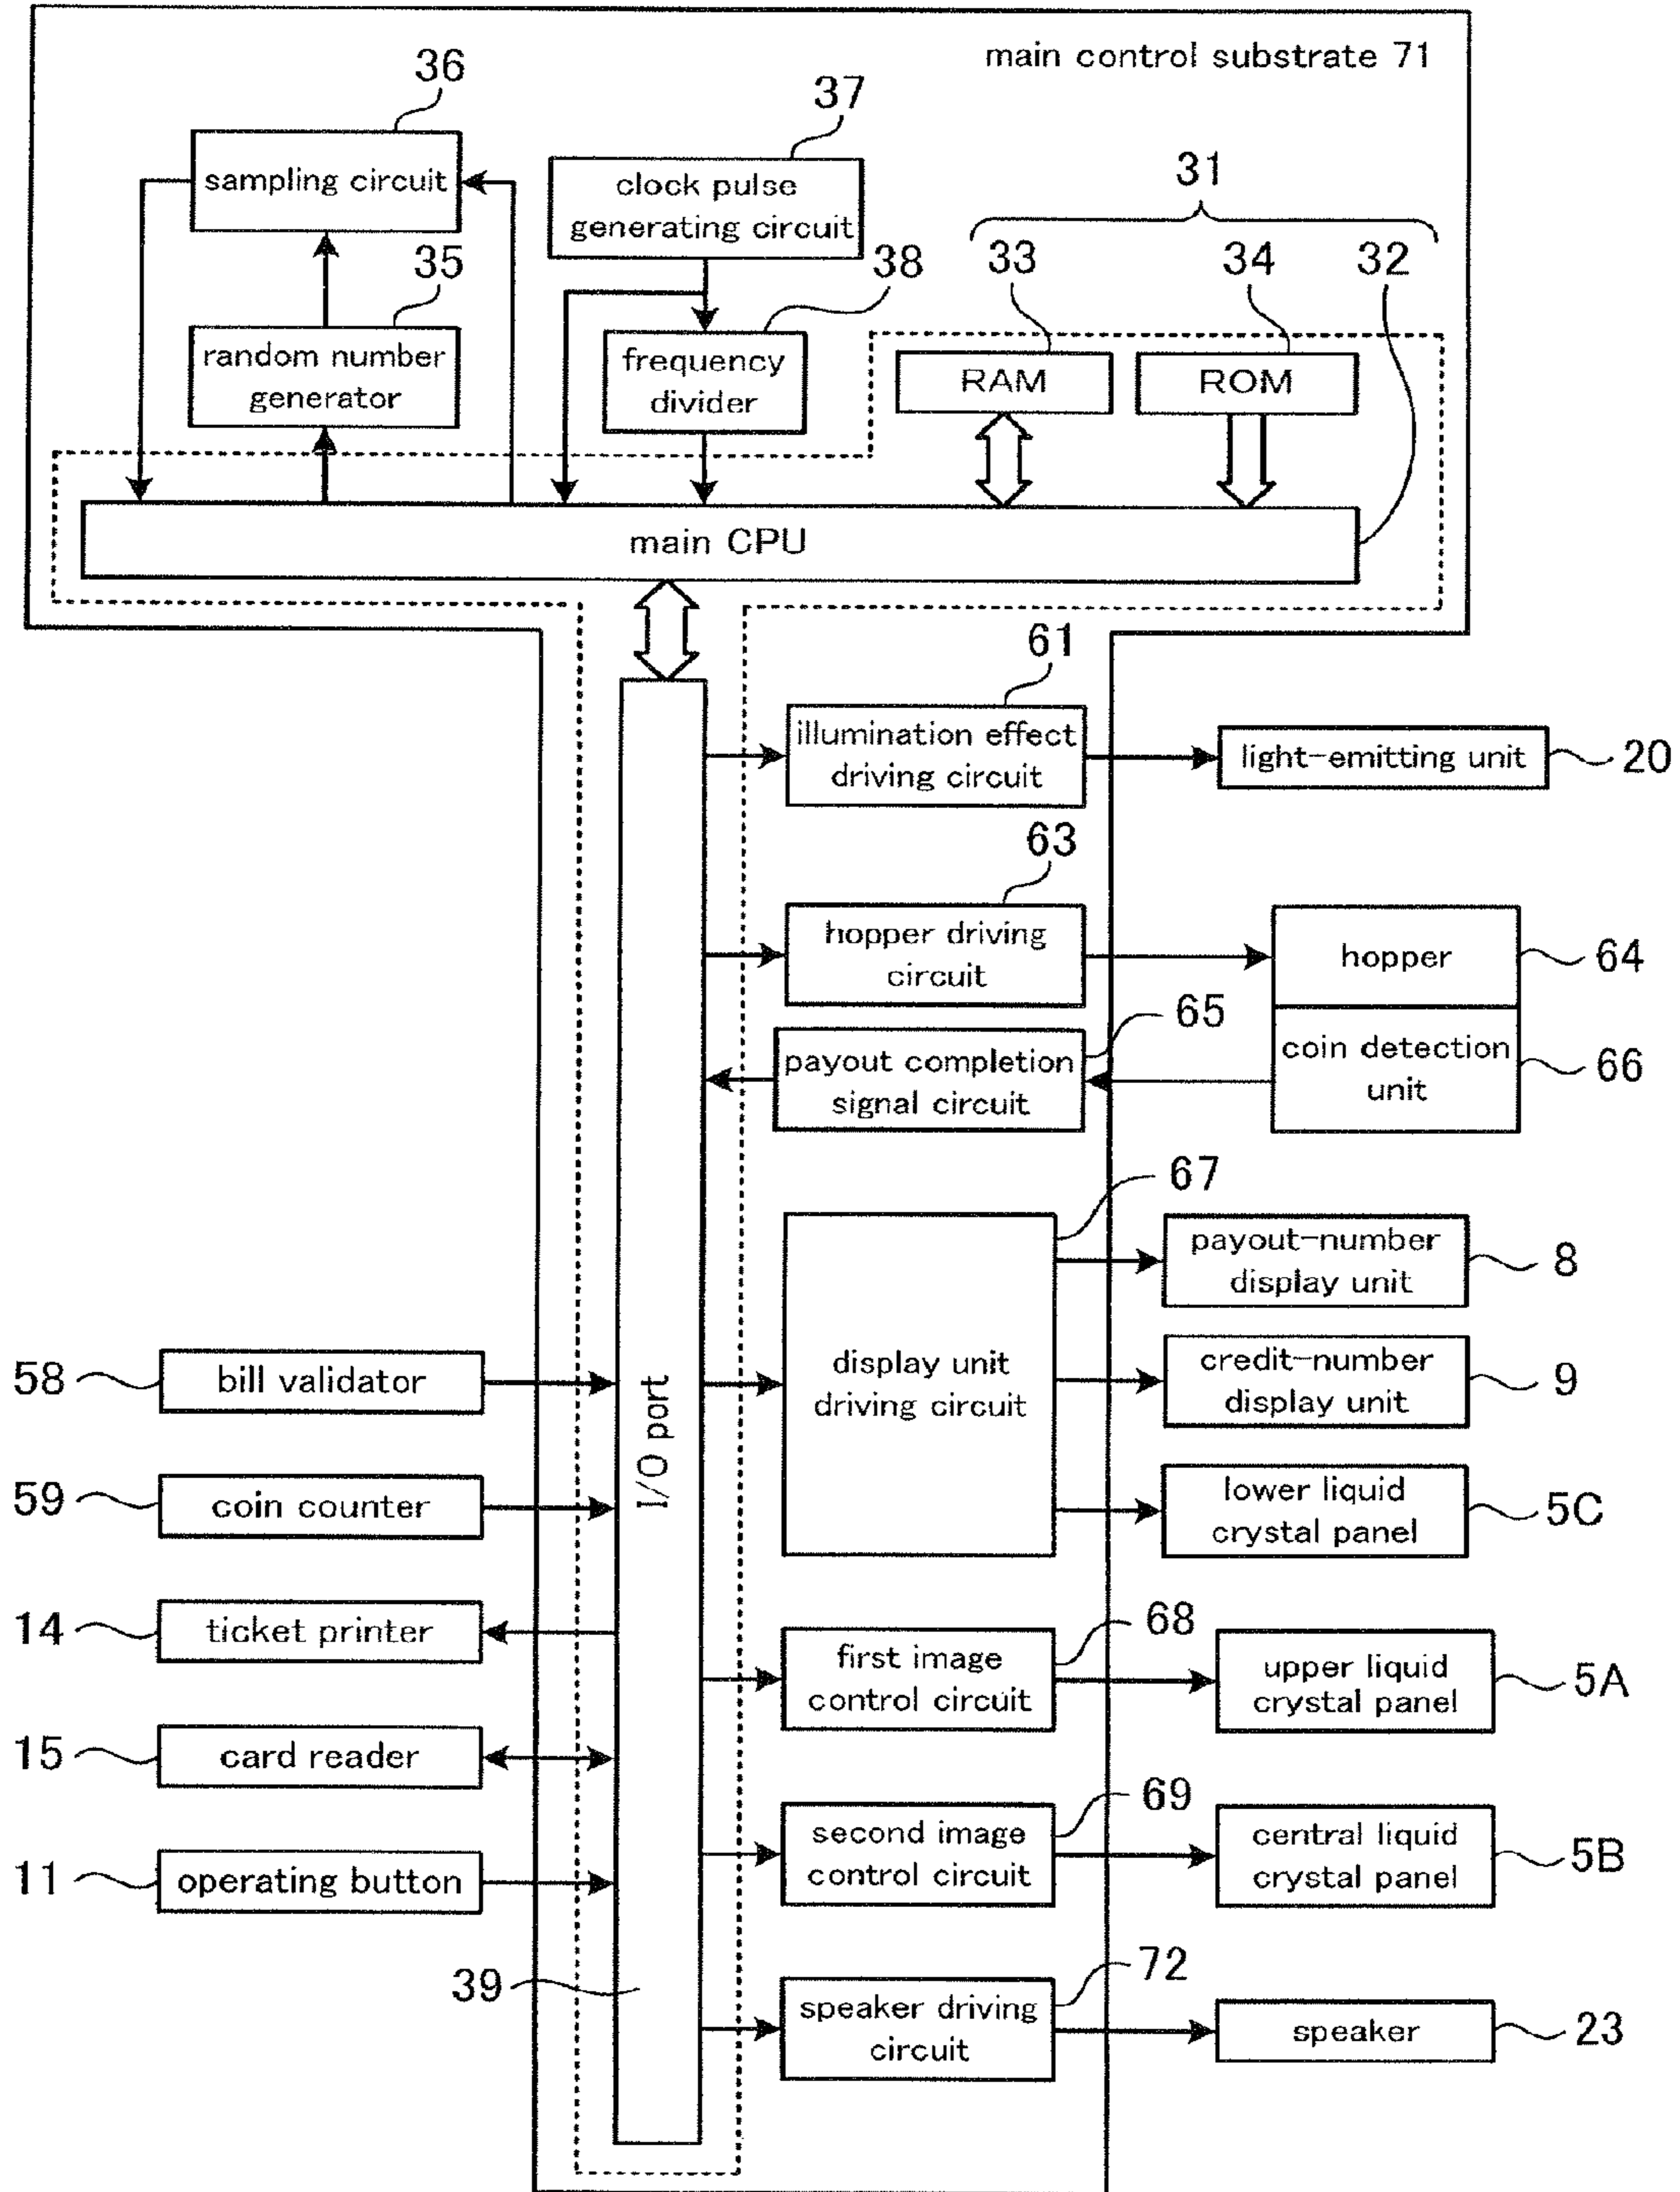 main control substrate 71
36
37
sampling circuit
clock pulse
generating circuit
31
35
38
33
34
32
random number
generator
frequency
divider
RAM
ROM
main CPU
61
illumination effect
driving circuit
light-emitting unit
20
63
hopper driving
circuit
hopper
64
65
payout completion
signal circuit
coin detection
unit
66
67
payout-number
display unit
8
58
bill validator
display unit
driving circuit
credit-number
display unit
9
I/O port
59
coin counter
lower liquid
crystal panel
5C
14
ticket printer
68
first image
control circuit
upper liquid
crystal panel
5A
15
card reader
69
second image
control circuit
central liquid
crystal panel
5B
11
operating button
39
72
speaker driving
circuit
speaker
23